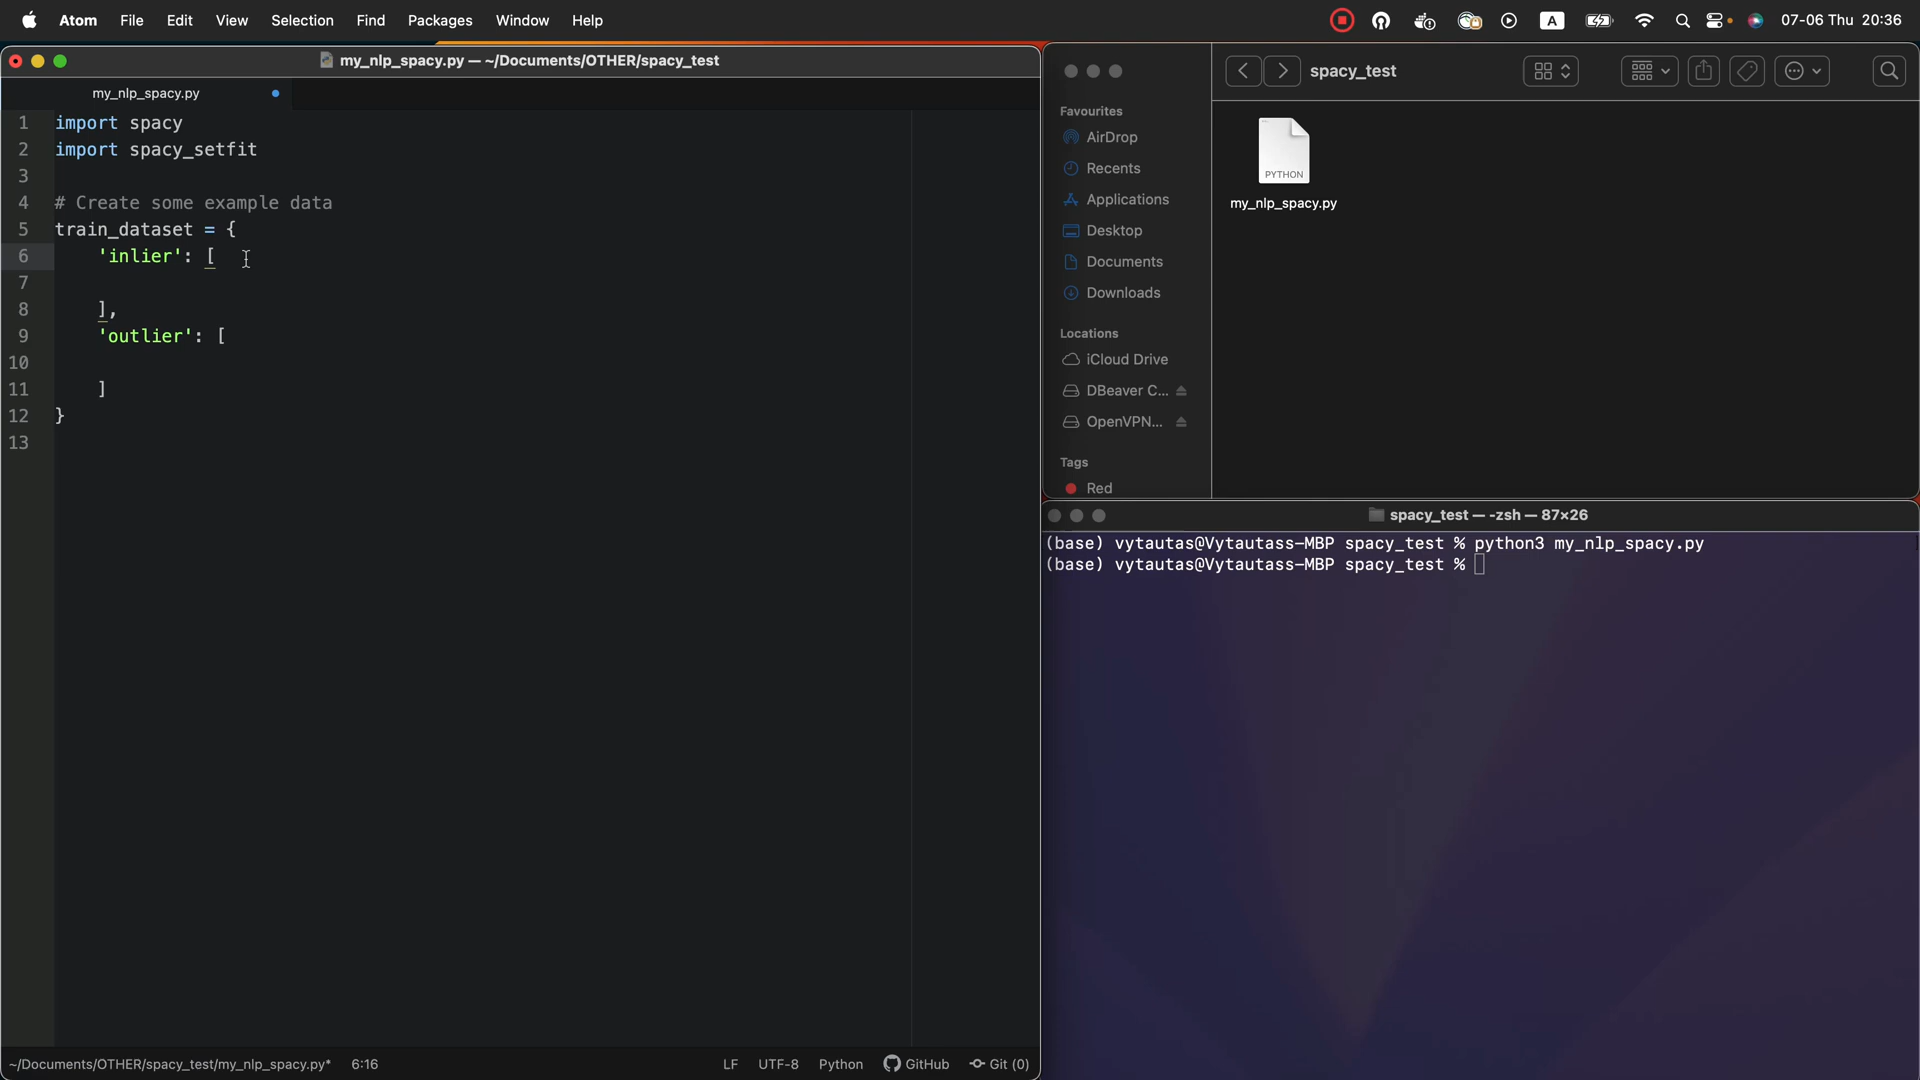 Atom File Edit View Selection Find Packages Window Help
A 07-06 Thu 20:36
my_nlp_spacy.py — ~/Documents/OTHER/spacy_test
my_nlp_spacy.py
1 import spacy
2 import spacy_setfit
3
4 # Create some example data
5 train_dataset = {
6 'inlier': [
7
8 ],
9 'outlier': [
10
11 ]
12 }
13
~/Documents/OTHER/spacy_test/my_nlp_spacy.py* 6:16 LF UTF-8 Python GitHub Git (0)
spacy_test
Favourites
AirDrop
Recents
Applications
Desktop
Documents
Downloads
Locations
iCloud Drive
DBeaver C...
OpenVPN...
Tags
Red
PYTHON
my_nlp_spacy.py
spacy_test — -zsh — 87×26
(base) vytautas@Vytautass-MBP spacy_test % python3 my_nlp_spacy.py
(base) vytautas@Vytautass-MBP spacy_test %